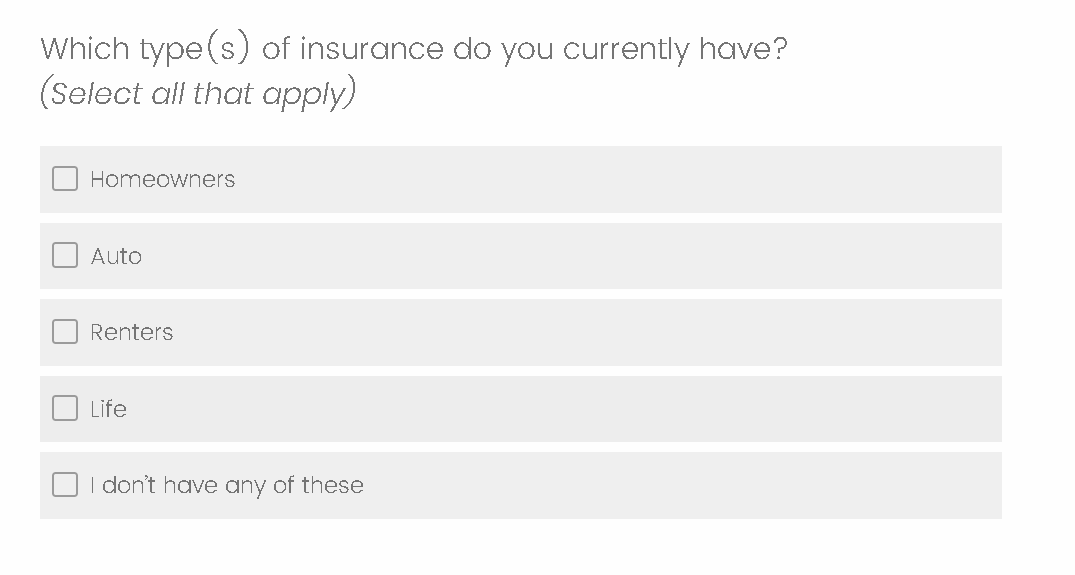 Which type(s) of insurance do you currently have?
(Select all that apply)
Homeowners
Auto
Renters
Life
I don't have any of these